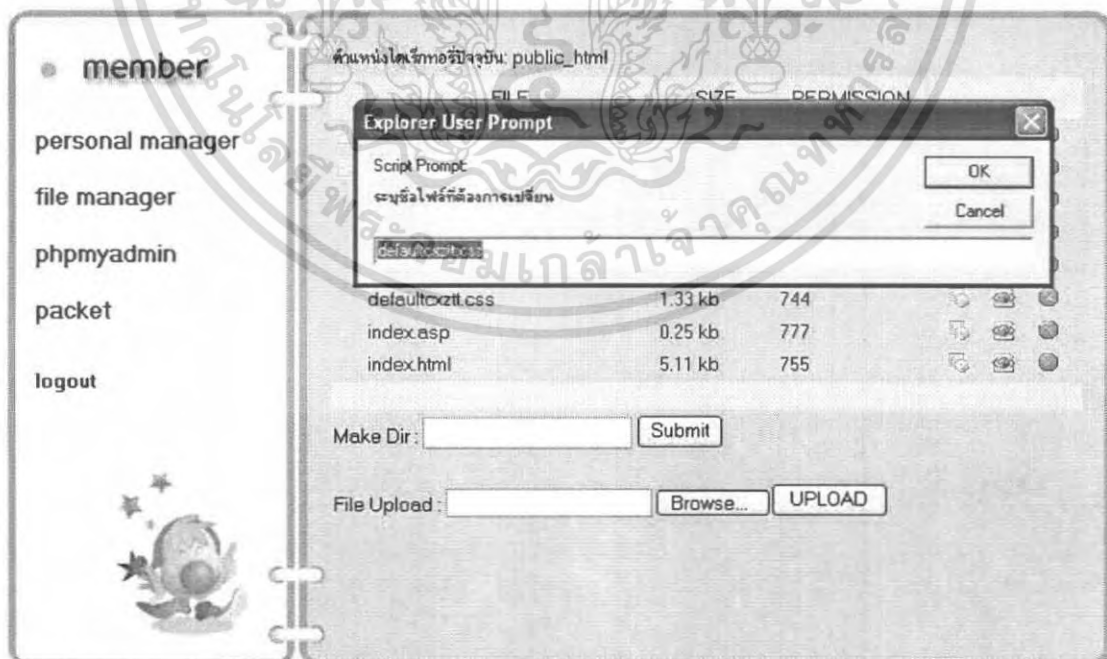 member
personal manager
file manager
phpmyadmin
packet
logout
ตำแหน่งไดเร็กทอรีปัจจุบัน: public_html
FILE SIZE PERMISSION
Explorer User Prompt
Script Prompt:
ระบุชื่อไฟล์ที่ต้องการเปลี่ยน
OK
Cancel
defaultcxztl.css
defaultcxztl.css 1.33 kb 744
index.asp 0.25 kb 777
index.html 5.11 kb 755
Make Dir : Submit
File Upload : Browse... UPLOAD